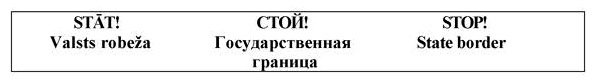 STĀT! СТОЙ! STOP!
Valsts robeža Государственная State border
граница